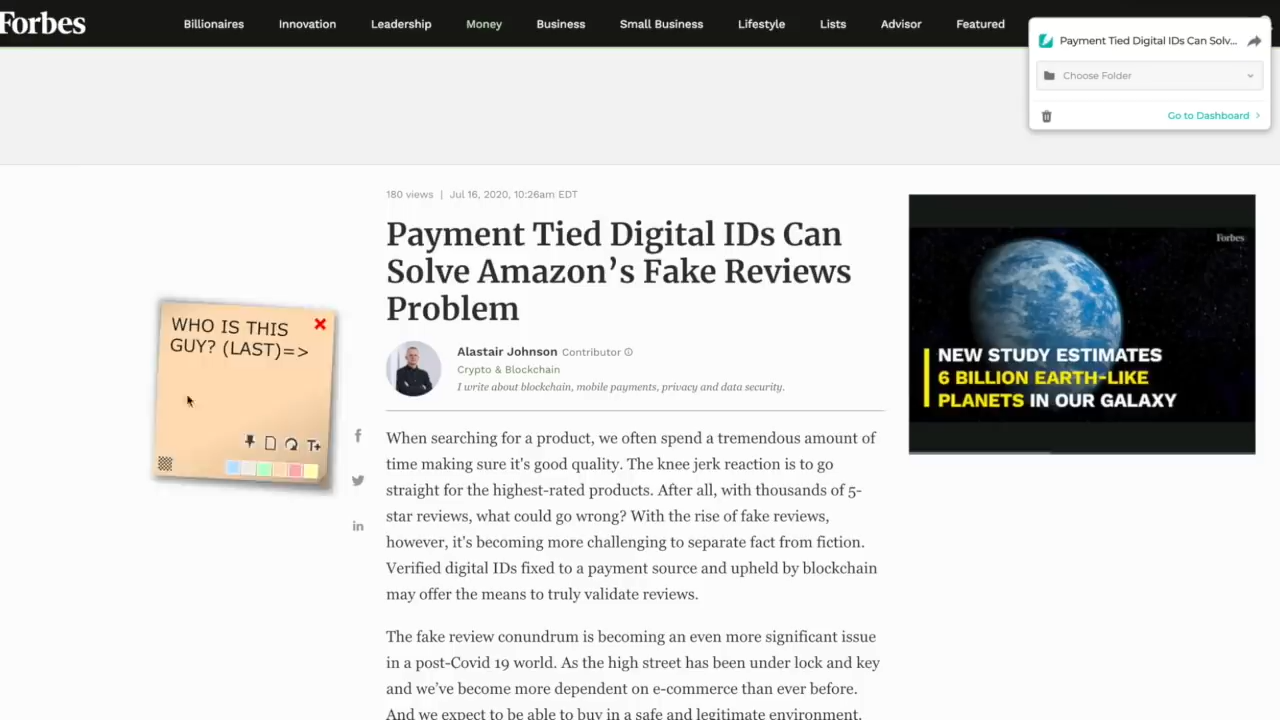 Forbes
Billionaires Innovation Leadership Money Business Small Business Lifestyle Lists Advisor Featured
Payment Tied Digital IDs Can Solv...
Choose Folder
Go to Dashboard
180 views | Jul 16, 2020, 10:26am EDT
Payment Tied Digital IDs Can
Solve Amazon’s Fake Reviews
Problem
Alastair Johnson Contributor
Crypto & Blockchain
I write about blockchain, mobile payments, privacy and data security.
WHO IS THIS
GUY? (LAST)=>
T+
f
in
When searching for a product, we often spend a tremendous amount of
time making sure it's good quality. The knee jerk reaction is to go
straight for the highest-rated products. After all, with thousands of 5-
star reviews, what could go wrong? With the rise of fake reviews,
however, it's becoming more challenging to separate fact from fiction.
Verified digital IDs fixed to a payment source and upheld by blockchain
may offer the means to truly validate reviews.
The fake review conundrum is becoming an even more significant issue
in a post-Covid 19 world. As the high street has been under lock and key
and we’ve become more dependent on e-commerce than ever before.
And we expect to be able to buy in a safe and legitimate environment.
Forbes
NEW STUDY ESTIMATES
6 BILLION EARTH-LIKE
PLANETS IN OUR GALAXY